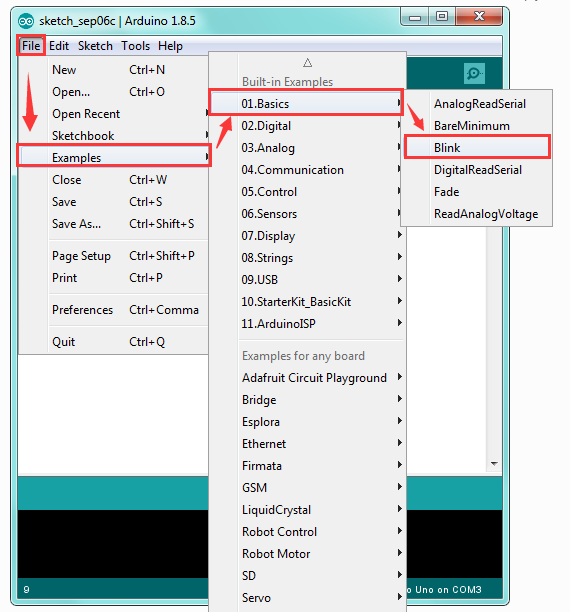 sketch_sep06c | Arduino 1.8.5
File Edit Sketch Tools Help
New Ctrl+N
Open... Ctrl+O
Open Recent
Sketchbook
Examples
Close Ctrl+W
Save Ctrl+S
Save As... Ctrl+Shift+S
Page Setup Ctrl+Shift+P
Print Ctrl+P
Preferences Ctrl+Comma
Quit Ctrl+Q
Built-in Examples
01.Basics
02.Digital
03.Analog
04.Communication
05.Control
06.Sensors
07.Display
08.Strings
09.USB
10.StarterKit_BasicKit
11.ArduinoISP
Examples for any board
Adafruit Circuit Playground
Bridge
Esplora
Ethernet
Firmata
GSM
LiquidCrystal
Robot Control
Robot Motor
SD
Servo
AnalogReadSerial
BareMinimum
Blink
DigitalReadSerial
Fade
ReadAnalogVoltage
9
o Uno on COM3